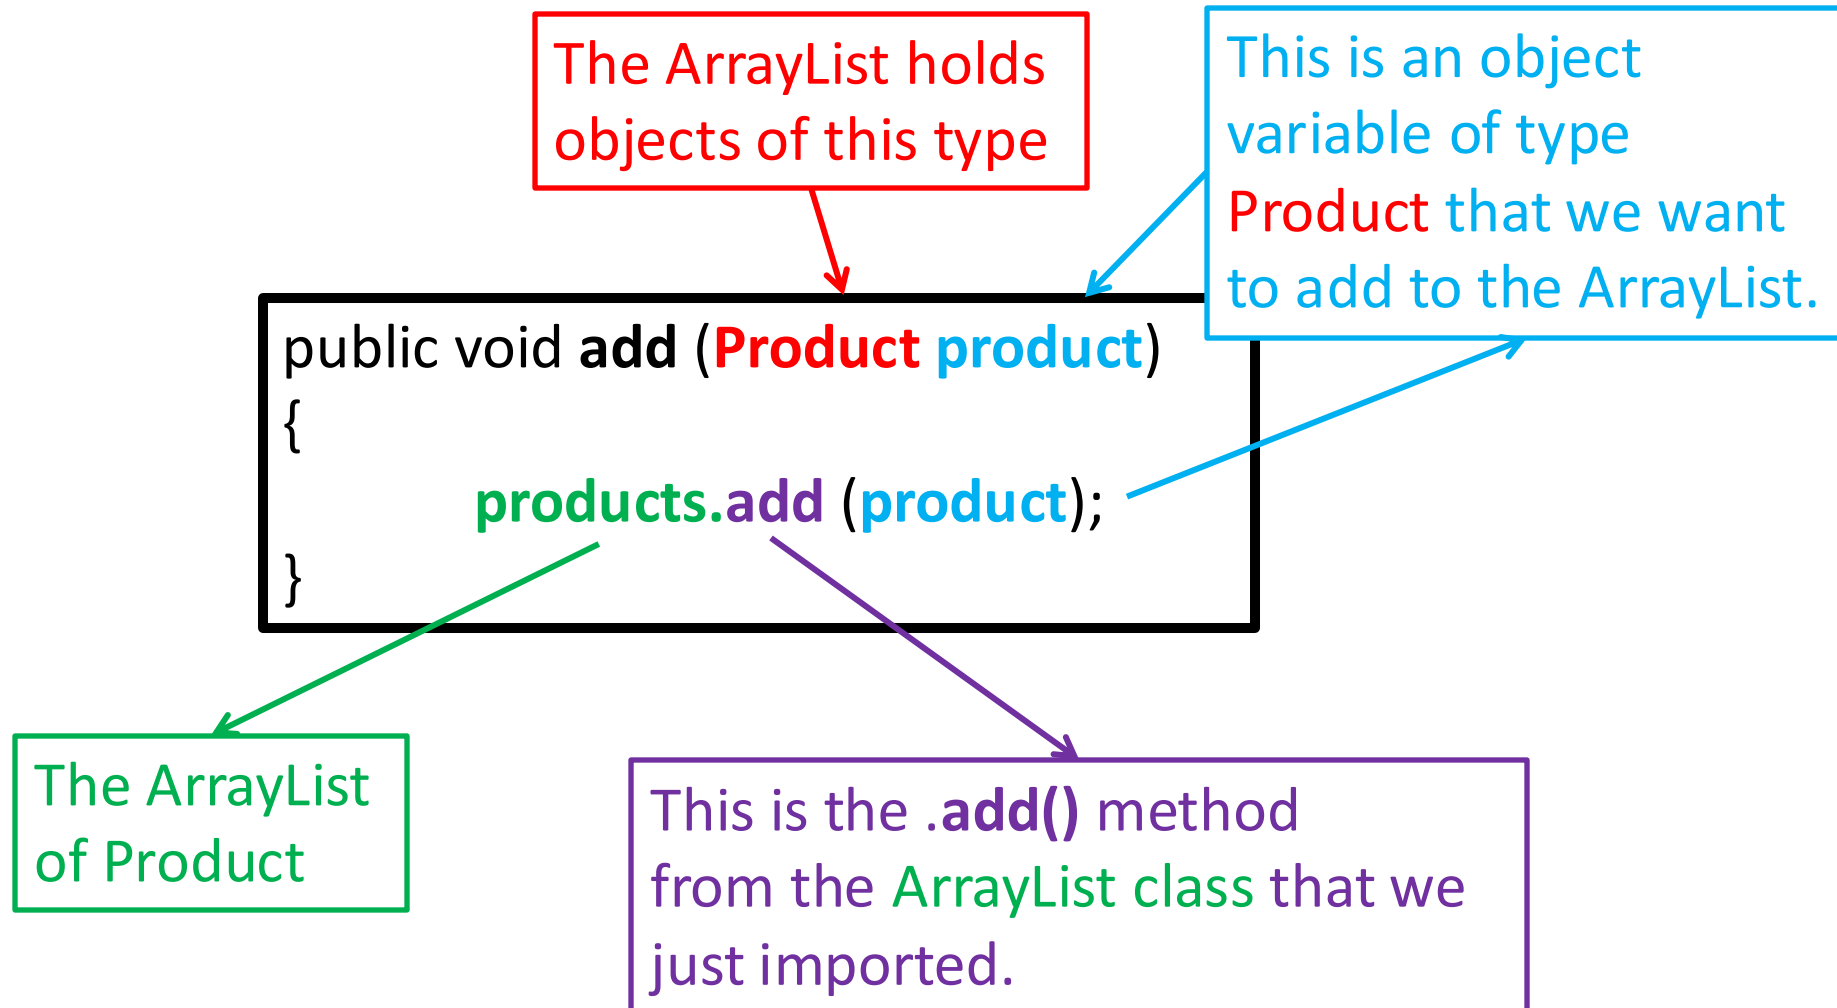 The ArrayList holds
objects of this type
This is an object
variable of type
Product that we want
to add to the ArrayList.
public void add (Product product)
{
products.add (product);
}
The ArrayList
of Product
This is the .add() method
from the ArrayList class that we
just imported.